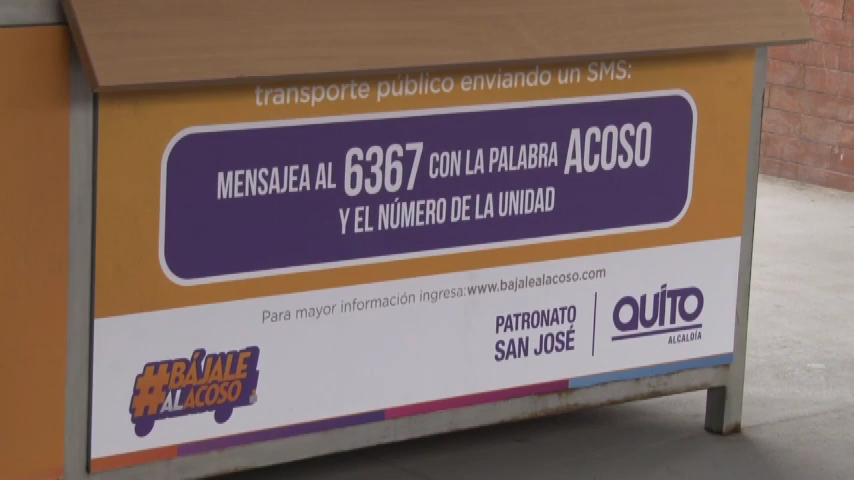 transporte público enviando un SMS:
MENSAJEA AL 6367 CON LA PALABRA ACOSO
Y EL NÚMERO DE LA UNIDAD
Para mayor información ingresa:www.bajalealacoso.com
PATRONATO
SAN JOSÉ
QUITO
ALCALDÍA
#BÁJALE
AL ACOSO